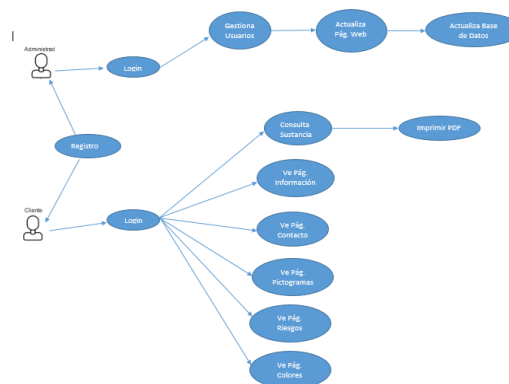 Gestiona
Usuarios
Actualiza
Pág. Web
Actualiza Base
de Datos
Administrac
Login
Registro
Consulta
Sustancia
Imprimir PDF
Ve Pág.
Información
Cliente
Login
Ve Pág.
Contacto
Ve Pág.
Pictogramas
Ve Pág.
Riesgos
Ve Pág.
Colores